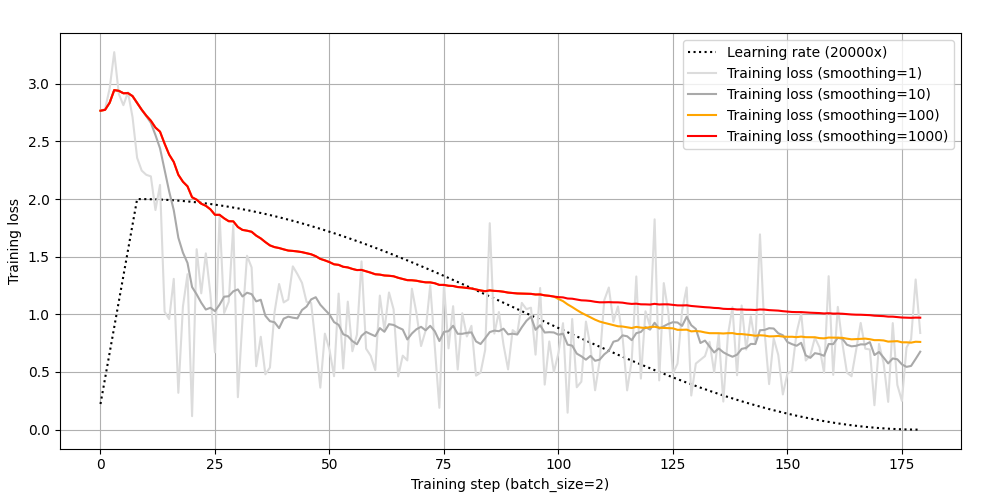 Training loss
3.0
2.5
2.0
1.5
1.0
0.5
0.0
Learning rate (20000x)
Training loss (smoothing=1)
Training loss (smoothing=10)
Training loss (smoothing=100)
Training loss (smoothing=1000)
0 25 50 75 100 125 150 175
Training step (batch_size=2)